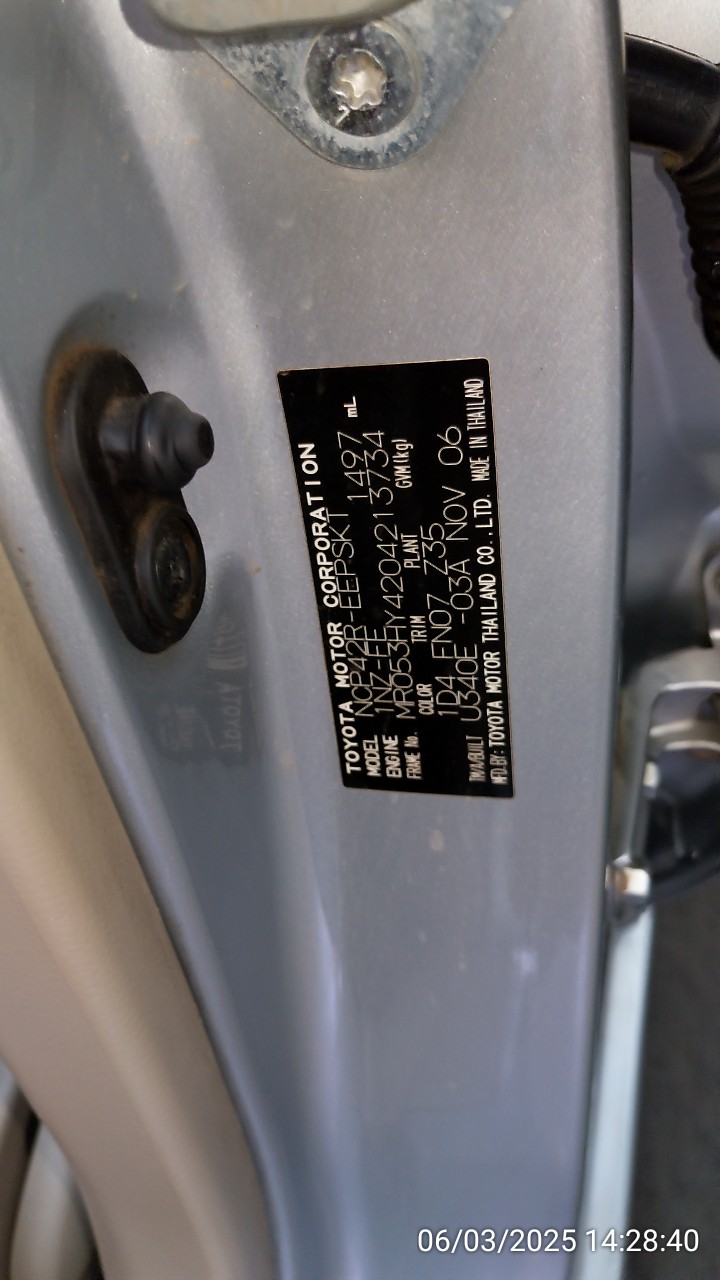 TOYOTA MOTOR CORPORATION
MODEL NCP42R-EEPSKT 1497 mL
ENGINE 1NZ-FE
FRAME No. MR053HY4204213734
COLOR TRIM PLANT GVM(kg)
1D4 FN07 Z35
U340E -03A NOV 06
MFD.BY: TOYOTA MOTOR THAILAND CO.,LTD. MADE IN THAILAND
06/03/2025 14:28:40